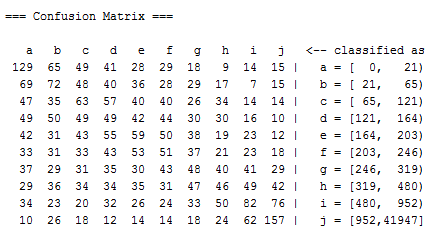 === Confusion Matrix ===
a b c d e f g h i j <-- classified as
129 65 49 41 28 29 18 9 14 15 | a = [ 0, 21)
69 72 48 40 36 28 29 17 7 15 | b = [ 21, 65)
47 35 63 57 40 40 26 34 14 14 | c = [ 65, 121)
49 50 49 49 42 44 30 30 16 10 | d = [121, 164)
42 31 43 55 59 50 38 19 23 12 | e = [164, 203)
33 31 33 43 53 51 37 21 23 18 | f = [203, 246)
37 29 31 35 30 43 48 40 41 29 | g = [246, 319)
29 36 34 34 35 31 47 46 49 42 | h = [319, 480)
34 23 20 32 26 24 33 50 82 76 | i = [480, 952)
10 26 18 12 14 14 18 24 62 157 | j = [952,41947]